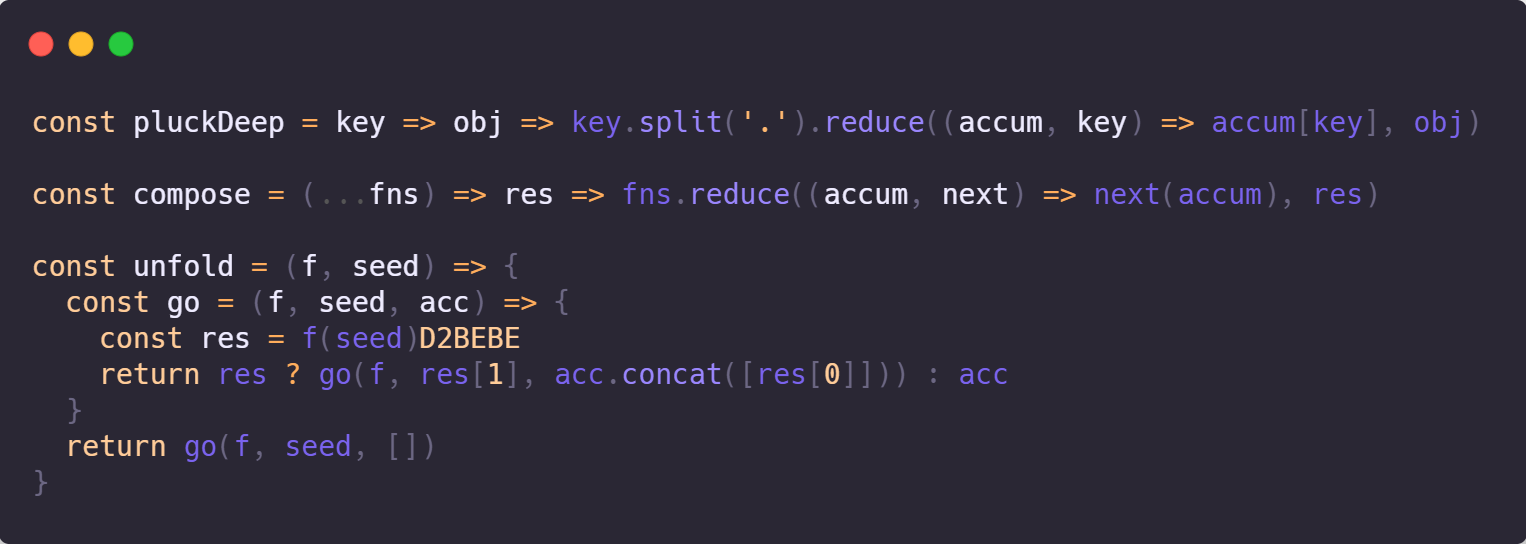 const pluckDeep = key => obj => key.split('.').reduce((accum, key) => accum[key], obj)
const compose = (...fns) => res => fns.reduce((accum, next) => next(accum), res)
const unfold = (f, seed) => {
const go = (f, seed, acc) => {
const res = f(seed)D2BEBE
return res ? go(f, res[1], acc.concat([res[0]])) : acc
}
return go(f, seed, [])
}